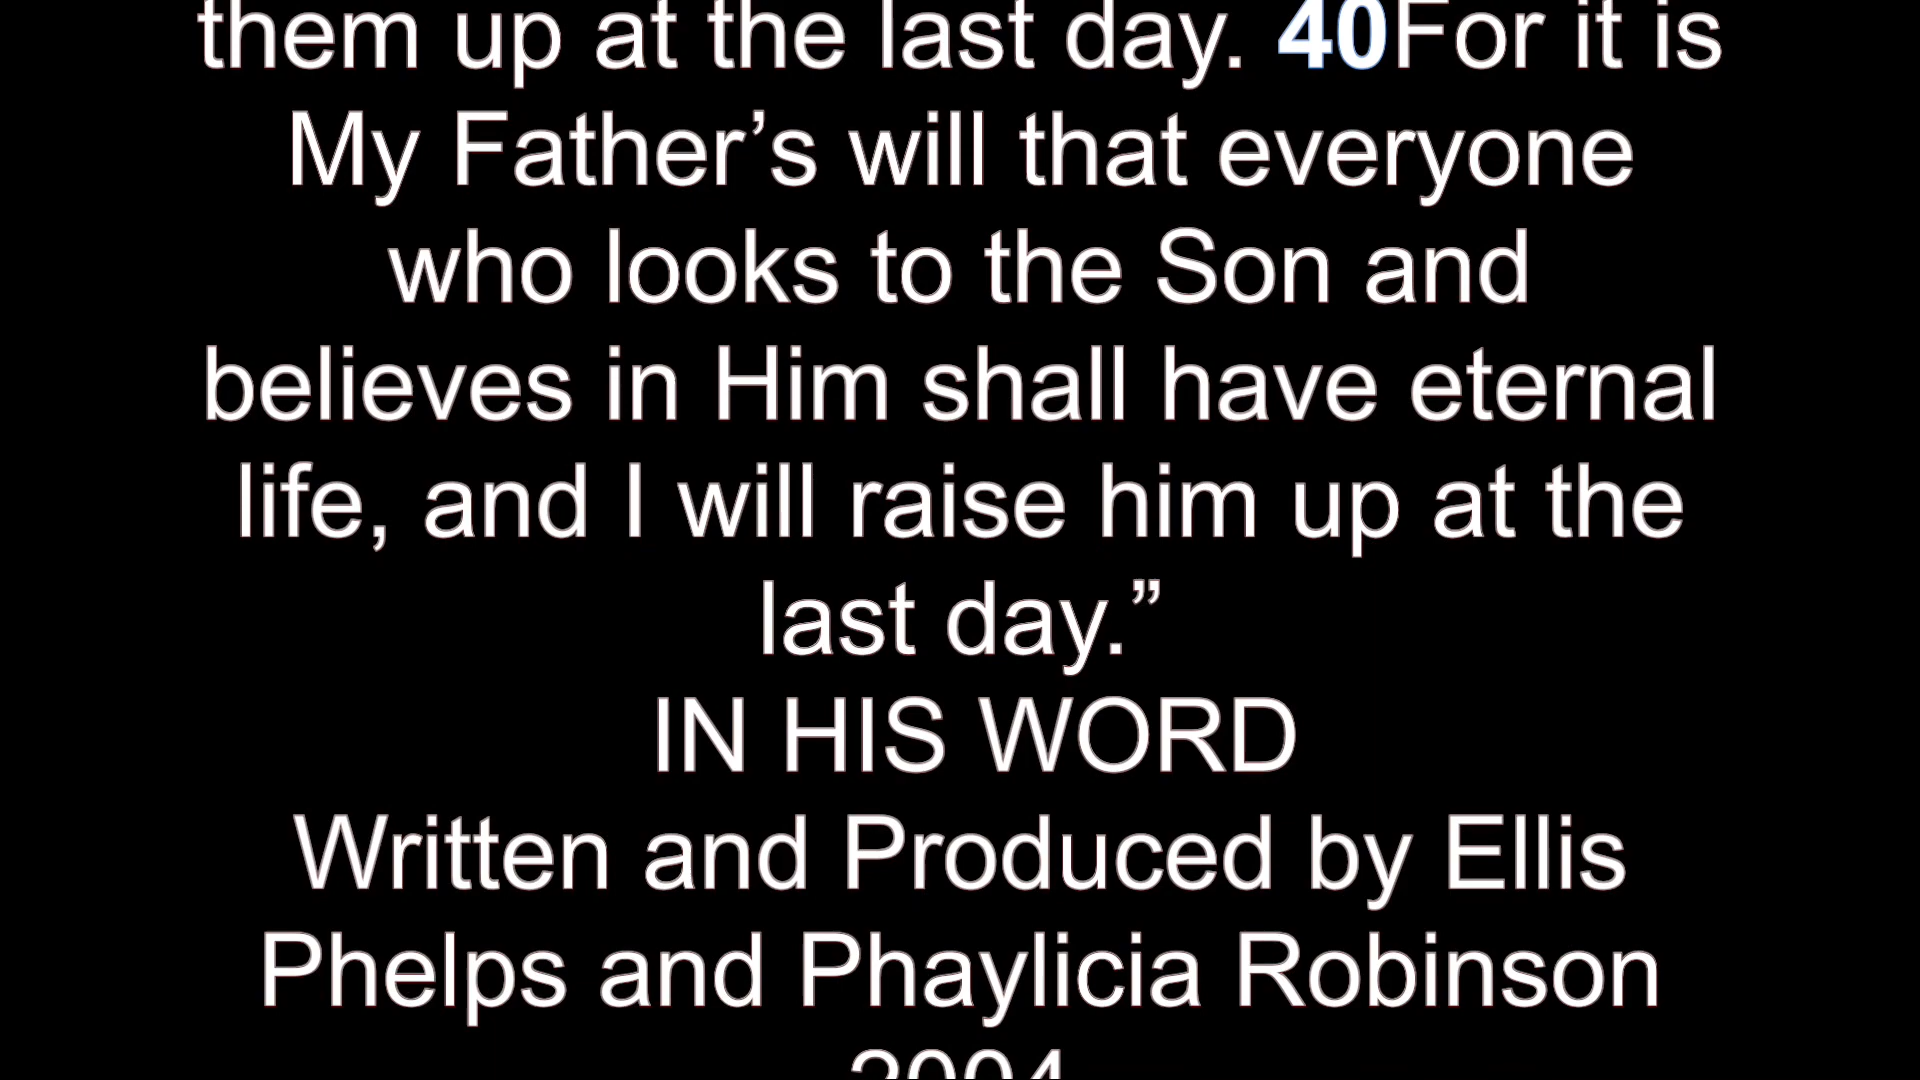 them up at the last day. 40For it is
My Father’s will that everyone
who looks to the Son and
believes in Him shall have eternal
life, and I will raise him up at the
last day.”
IN HIS WORD
Written and Produced by Ellis
Phelps and Phaylicia Robinson
2004